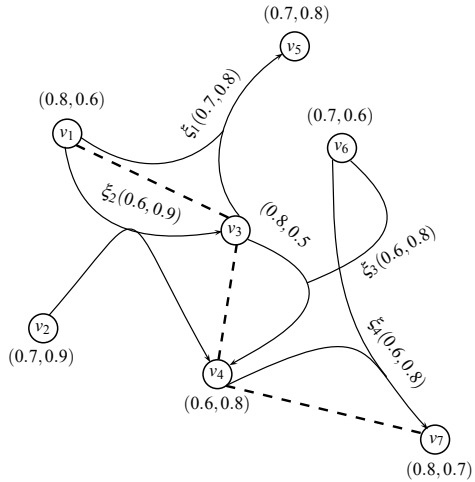 (0.7, 0.8)
v5
ξ1(0.7, 0.8)
(0.8, 0.6)
v1
(0.7, 0.6)
v6
ξ2(0.6, 0.9)
(0.8, 0.5
v3
ξ3(0.6, 0.8)
v2
(0.7, 0.9)
ξ4(0.6, 0.8)
v4
(0.6, 0.8)
v7
(0.8, 0.7)